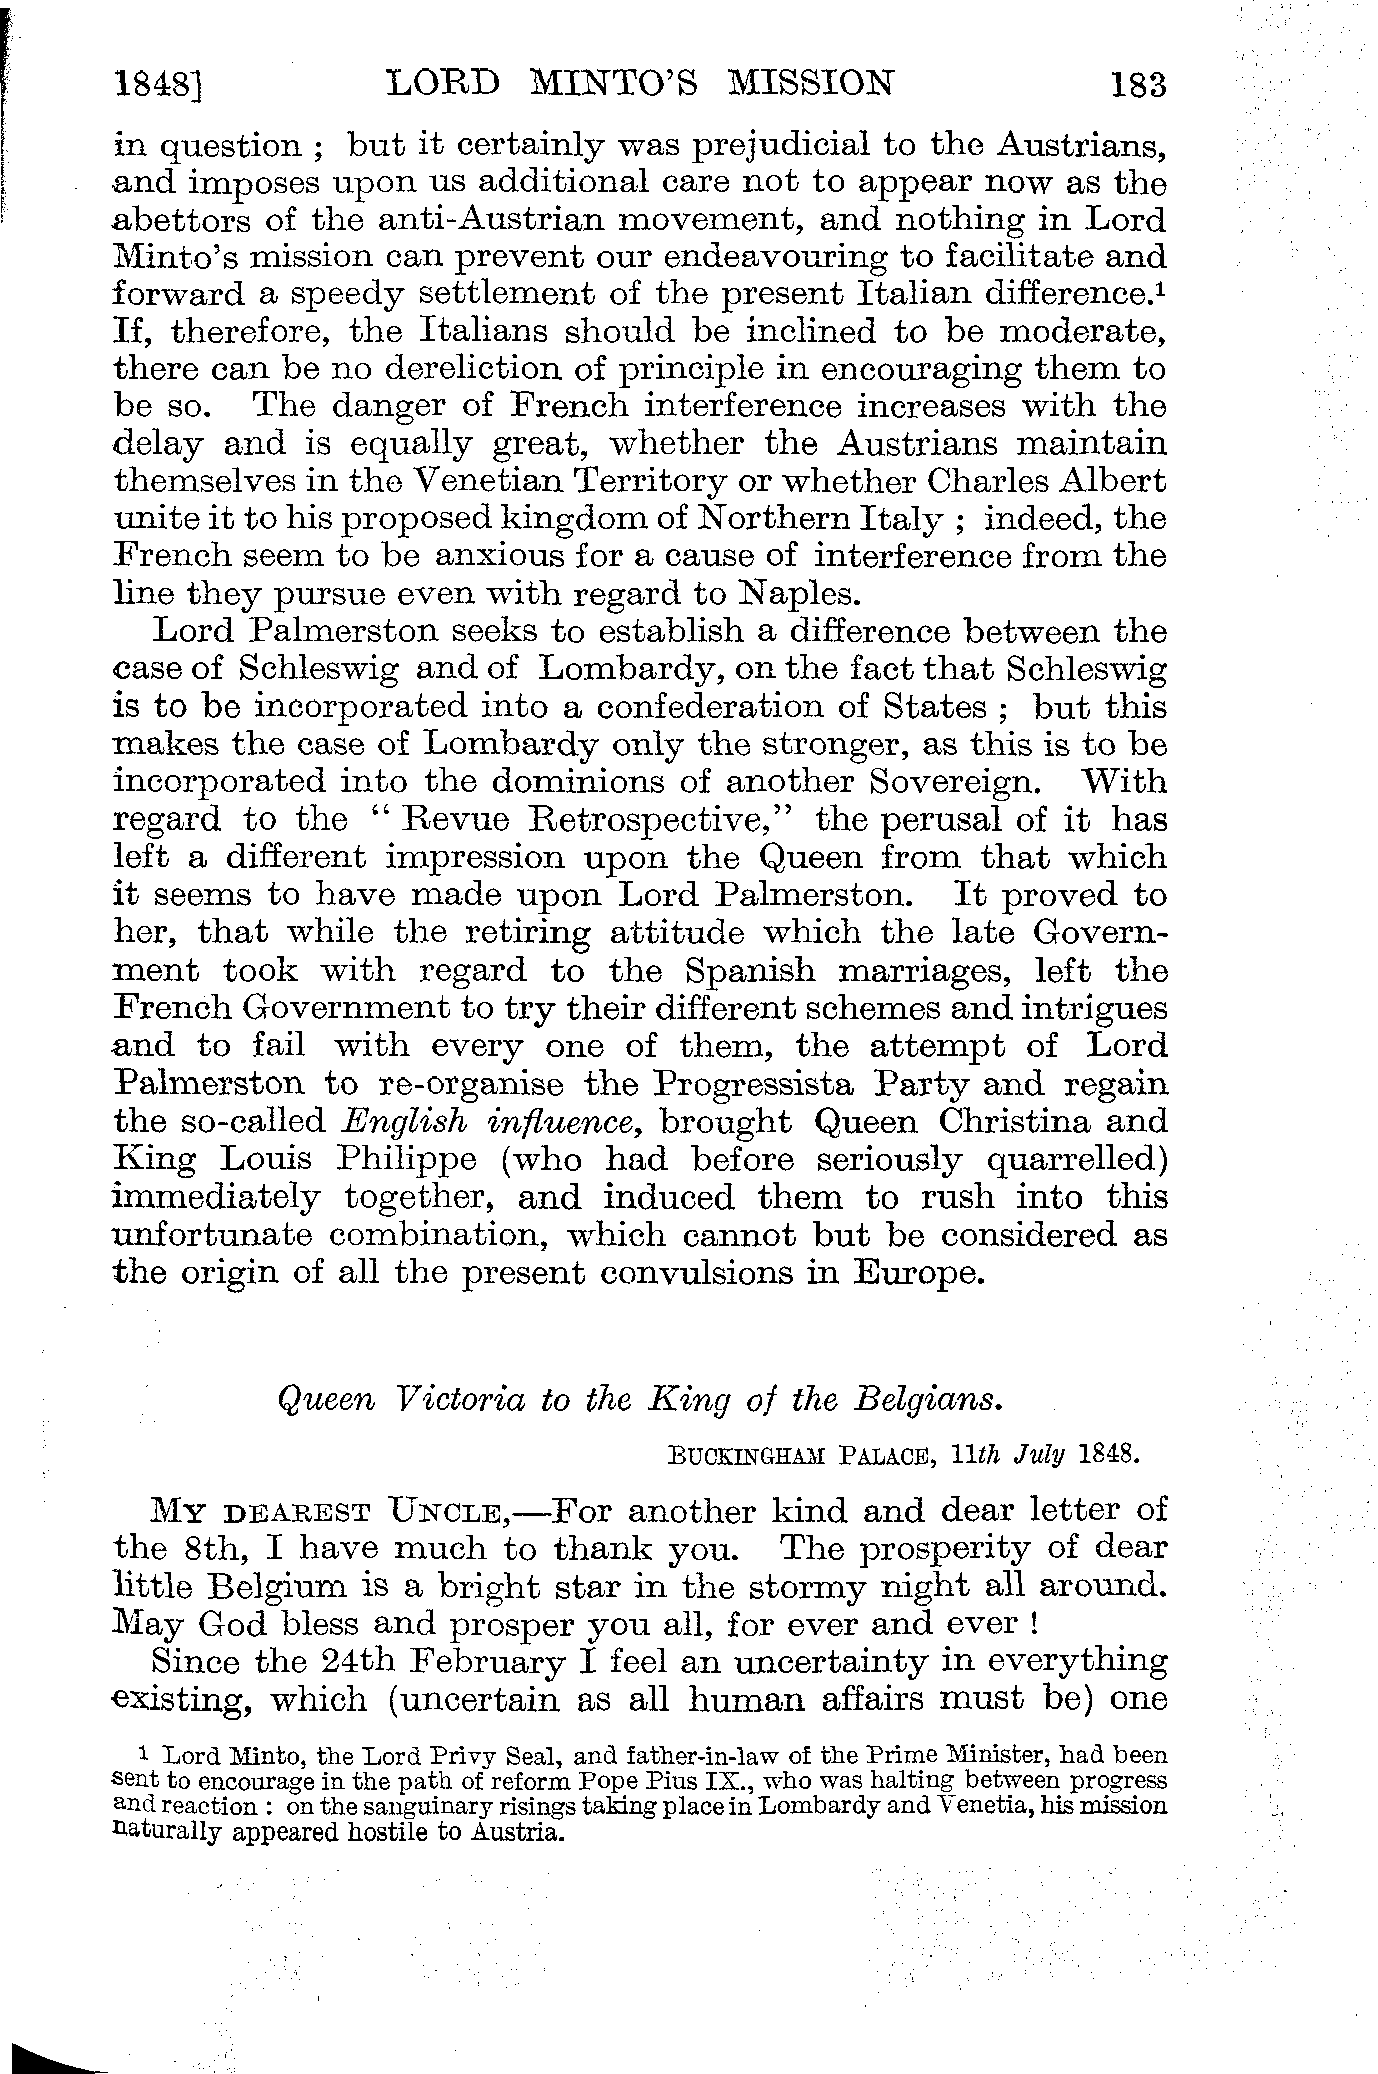 1848] LORD MINTO'S MISSION 183
in question ; but it certainly was prejudicial to the Austrians,
and imposes upon us additional care not to appear now as the
abettors of the anti-Austrian movement, and nothing in Lord
Minto's mission can prevent our endeavouring to facilitate and
forward a speedy settlement of the present Italian difference.¹
If, therefore, the Italians should be inclined to be moderate,
there can be no dereliction of principle in encouraging them to
be so. The danger of French interference increases with the
delay and is equally great, whether the Austrians maintain
themselves in the Venetian Territory or whether Charles Albert
unite it to his proposed kingdom of Northern Italy ; indeed, the
French seem to be anxious for a cause of interference from the
line they pursue even with regard to Naples.
Lord Palmerston seeks to establish a difference between the
case of Schleswig and of Lombardy, on the fact that Schleswig
is to be incorporated into a confederation of States ; but this
makes the case of Lombardy only the stronger, as this is to be
incorporated into the dominions of another Sovereign. With
regard to the " Revue Retrospective," the perusal of it has
left a different impression upon the Queen from that which
it seems to have made upon Lord Palmerston. It proved to
her, that while the retiring attitude which the late Govern-
ment took with regard to the Spanish marriages, left the
French Government to try their different schemes and intrigues
and to fail with every one of them, the attempt of Lord
Palmerston to re-organise the Progressista Party and regain
the so-called English influence, brought Queen Christina and
King Louis Philippe (who had before seriously quarrelled)
immediately together, and induced them to rush into this
unfortunate combination, which cannot but be considered as
the origin of all the present convulsions in Europe.
Queen Victoria to the King of the Belgians.
BUCKINGHAM PALACE, 11th July 1848.
MY DEAREST UNCLE,—For another kind and dear letter of
the 8th, I have much to thank you. The prosperity of dear
little Belgium is a bright star in the stormy night all around.
May God bless and prosper you all, for ever and ever !
Since the 24th February I feel an uncertainty in everything
existing, which (uncertain as all human affairs must be) one
¹ Lord Minto, the Lord Privy Seal, and father-in-law of the Prime Minister, had been
sent to encourage in the path of reform Pope Pius IX., who was halting between progress
and reaction : on the sanguinary risings taking place in Lombardy and Venetia, his mission
naturally appeared hostile to Austria.